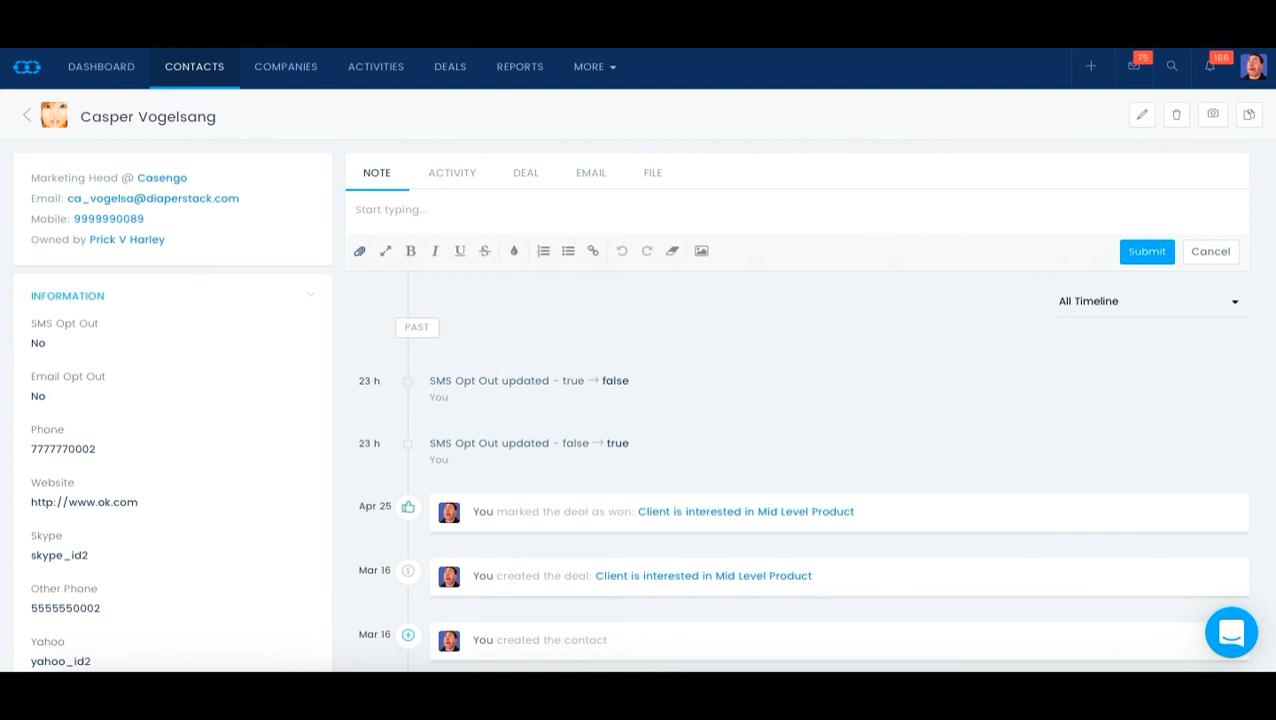 DASHBOARD CONTACTS COMPANIES ACTIVITIES DEALS REPORTS MORE 75 166
Casper Vogelsang
Marketing Head @ Casengo
Email: ca_vogelsa@diaperstack.com
Mobile: 9999990089
Owned by Prick V Harley
INFORMATION
SMS Opt Out
No
Email Opt Out
No
Phone
7777770002
Website
http://www.ok.com
Skype
skype_id2
Other Phone
5555550002
Yahoo
yahoo_id2
NOTE ACTIVITY DEAL EMAIL FILE
Start typing...
B I U S Submit Cancel
All Timeline
PAST
23 h SMS Opt Out updated - true → false
You
23 h SMS Opt Out updated - false → true
You
Apr 25 You marked the deal as won: Client is interested in Mid Level Product
Mar 16 You created the deal: Client is interested in Mid Level Product
Mar 16 You created the contact